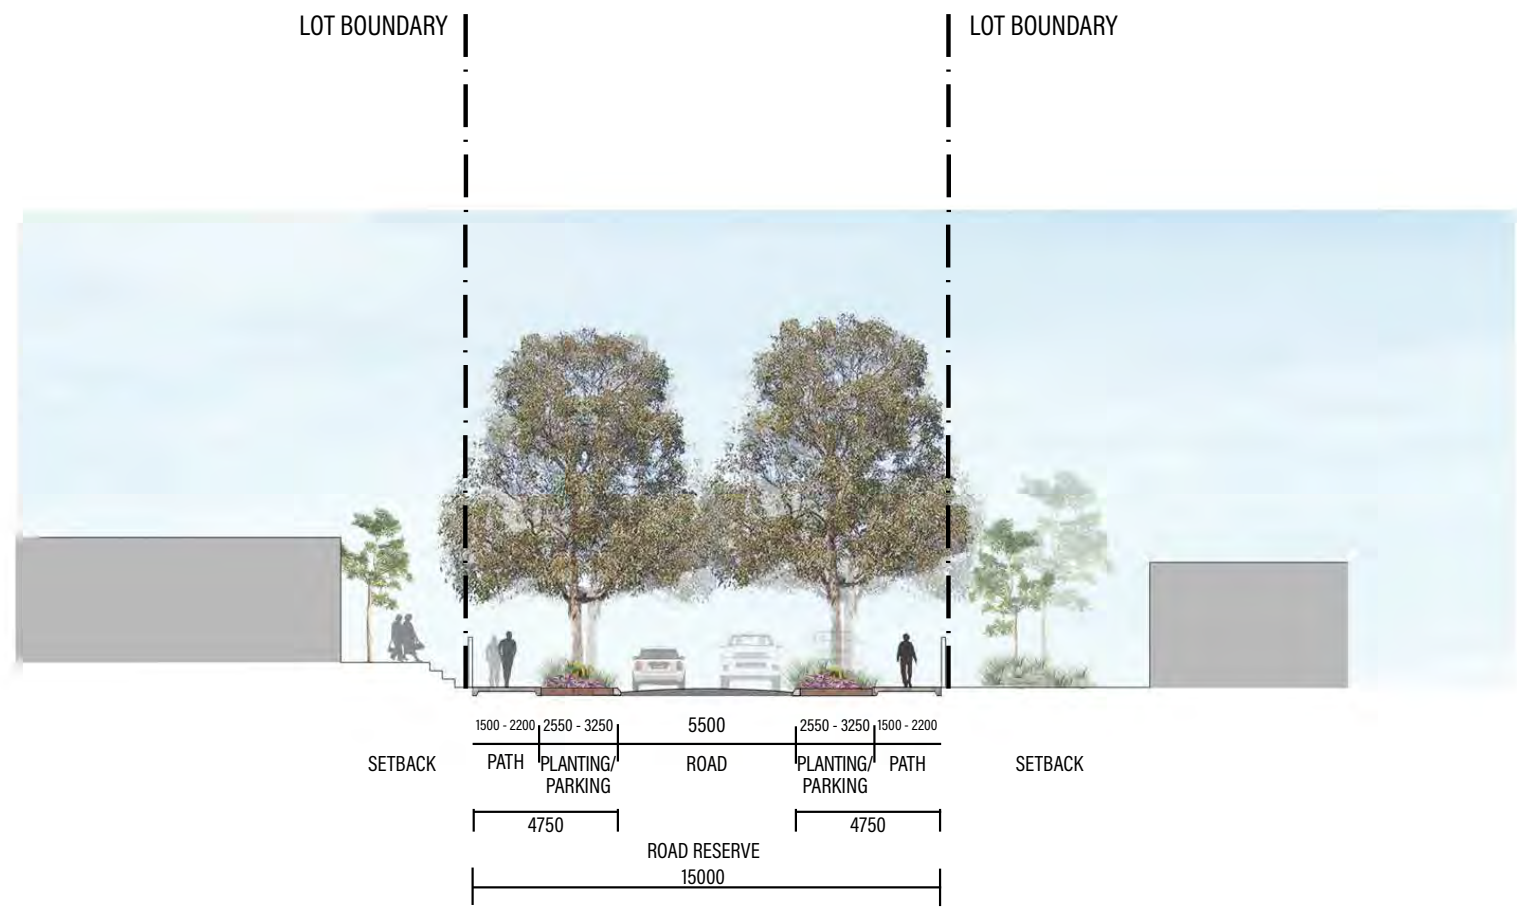 LOT BOUNDARY
LOT BOUNDARY
1500 - 2200
2550 - 3250
5500
2550 - 3250
1500 - 2200
SETBACK
PATH
PLANTING/
PARKING
ROAD
PLANTING/
PARKING
PATH
SETBACK
4750
4750
ROAD RESERVE
15000